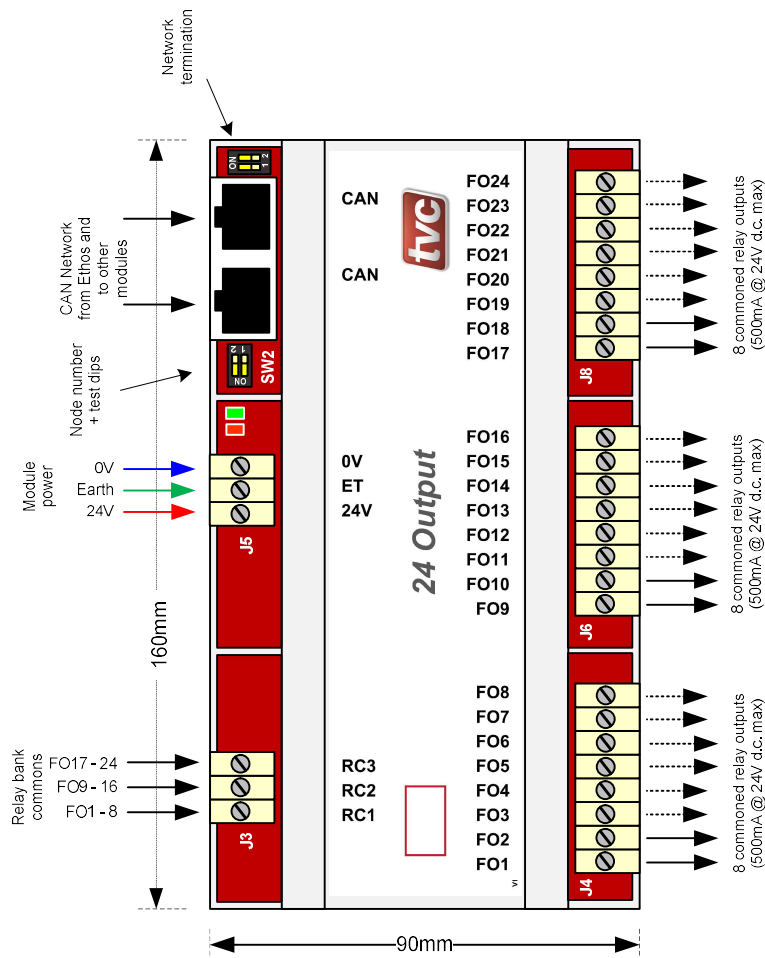 Network
termination
CAN Network
from Ethos and
to other
modules
Node number
+ test dips
Module
power
0V
Earth
24V
160mm
Relay bank
commons
FO17 - 24
FO9 - 16
FO1 - 8
ON
1 2
SW2
ON
1 2
J5
J3
CAN
CAN
tvc
0V
ET
24V
24 Output
RC3
RC2
RC1
FO24
FO23
FO22
FO21
FO20
FO19
FO18
FO17
FO16
FO15
FO14
FO13
FO12
FO11
FO10
FO9
FO8
FO7
FO6
FO5
FO4
FO3
FO2
FO1
V1
J8
J6
J4
8 commoned relay outputs
(500mA @ 24V d.c. max)
8 commoned relay outputs
(500mA @ 24V d.c. max)
8 commoned relay outputs
(500mA @ 24V d.c. max)
90mm